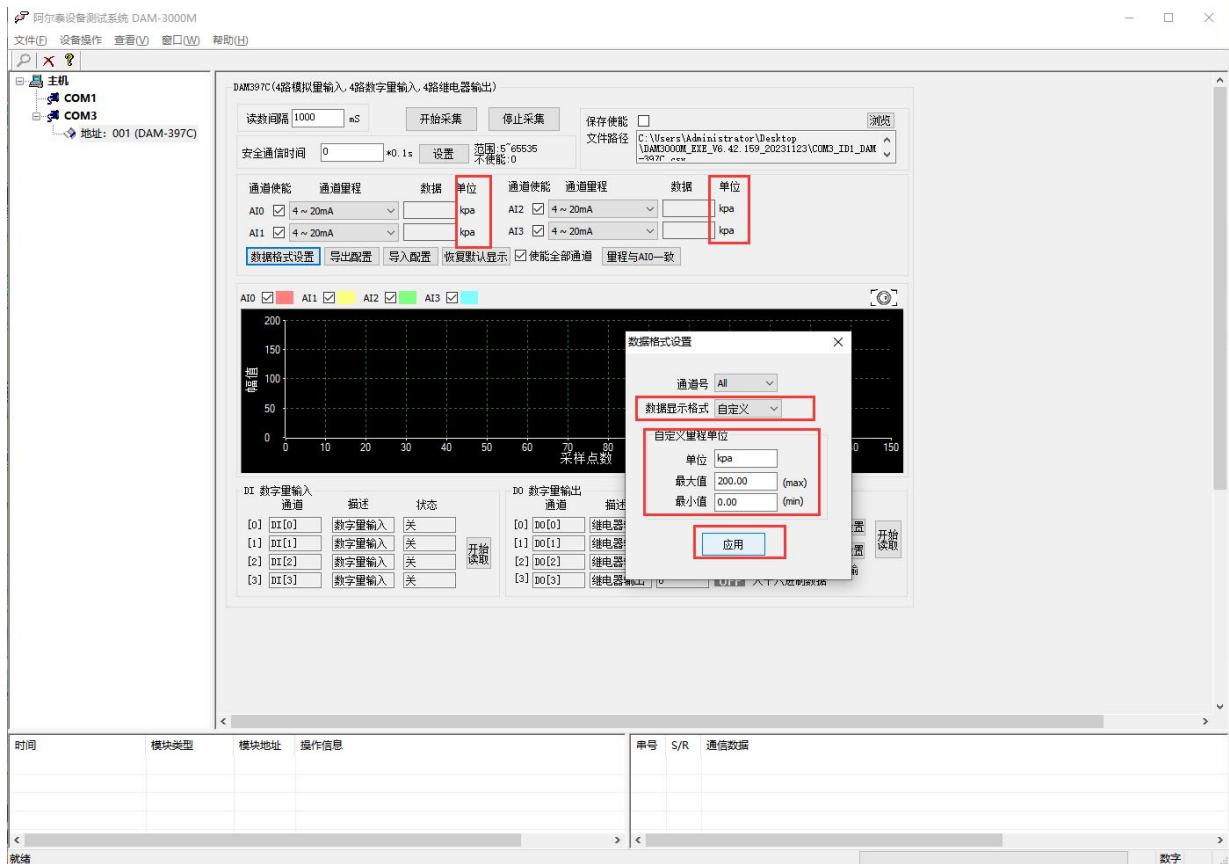 阿尔泰设备测试系统 DAM-3000M
文件(F) 设备操作 查看(V) 窗口(W) 帮助(H)
主机
COM1
COM3
地址：001 (DAM-397C)
DAM397C(4路模拟量输入,4路数字量输入,4路继电器输出)
读数间隔 1000 mS 开始采集 停止采集
安全通信时间 0 *0.1s 设置 范围:5~65535
不使能:0
保存使能 浏览
文件路径 C:\Users\Administrator\Desktop
\DAM3000M_EXE_V6.42.159_20231123\COM3_ID1_DAM
-397C.csv
通道使能 通道量程 数据 单位 通道使能 通道量程 数据 单位
AI0 4～20mA kpa AI2 4～20mA kpa
AI1 4～20mA kpa AI3 4～20mA kpa
数据格式设置 导出配置 导入配置 恢复默认显示 使能全部通道 量程与AI0一致
AI0 AI1 AI2 AI3
200
150
100
50
0
幅值
0 10 20 30 40 50 60 70 80 150
采样点数
数据格式设置
通道号 All
数据显示格式 自定义
自定义里程单位
单位 kpa
最大值 200.00 (max)
最小值 0.00 (min)
应用
DI 数字量输入
通道 描述 状态
[0] DI[0] 数字量输入 关
[1] DI[1] 数字量输入 关
[2] DI[2] 数字量输入 关
[3] DI[3] 数字量输入 关
开始
读取
DO 数字量输出
通道 描述
[0] DO[0] 继电器
[1] DO[1] 继电器
[2] DO[2] 继电器
[3] DO[3] 继电器输出
开始
读取
时间 模块类型 模块地址 操作信息
串号 S/R 通信数据
就绪 数字